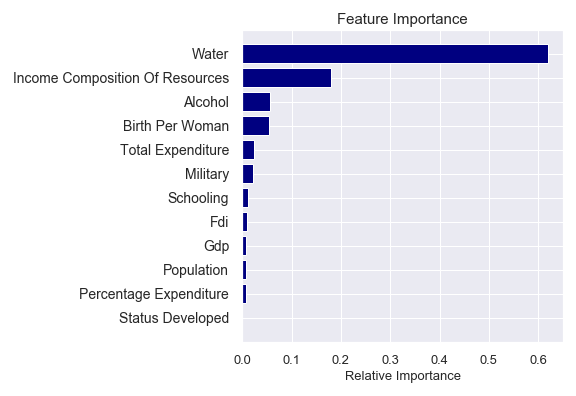 Feature Importance
Water
Income Composition Of Resources
Alcohol
Birth Per Woman
Total Expenditure
Military
Schooling
Fdi
Gdp
Population
Percentage Expenditure
Status Developed
0.0 0.1 0.2 0.3 0.4 0.5 0.6
Relative Importance